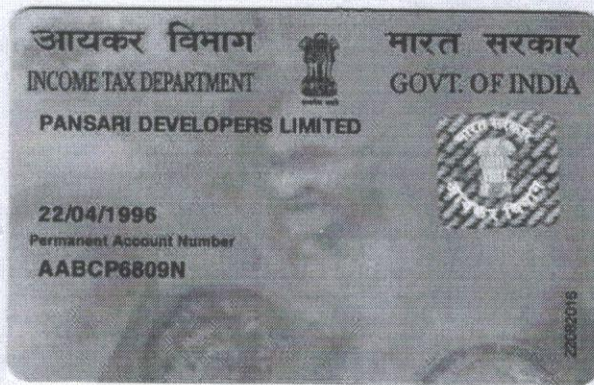 आयकर विभाग
भारत सरकार
INCOME TAX DEPARTMENT
GOVT. OF INDIA
PANSARI DEVELOPERS LIMITED
22/04/1996
Permanent Account Number
AABCP6809N
22082016